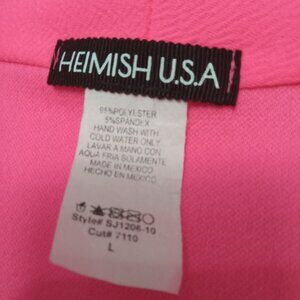 HEIMISH U.S.A
95%POLYESTER
5%SPANDEX
HAND WASH WITH
COLD WATER ONLY
LAVAR A MANO CON
AQUA FRIA SOLAMENTE
MADE IN MEXICO
HECHO EN MEXICO
Style# SJ1206-10
Cut# 7110
L